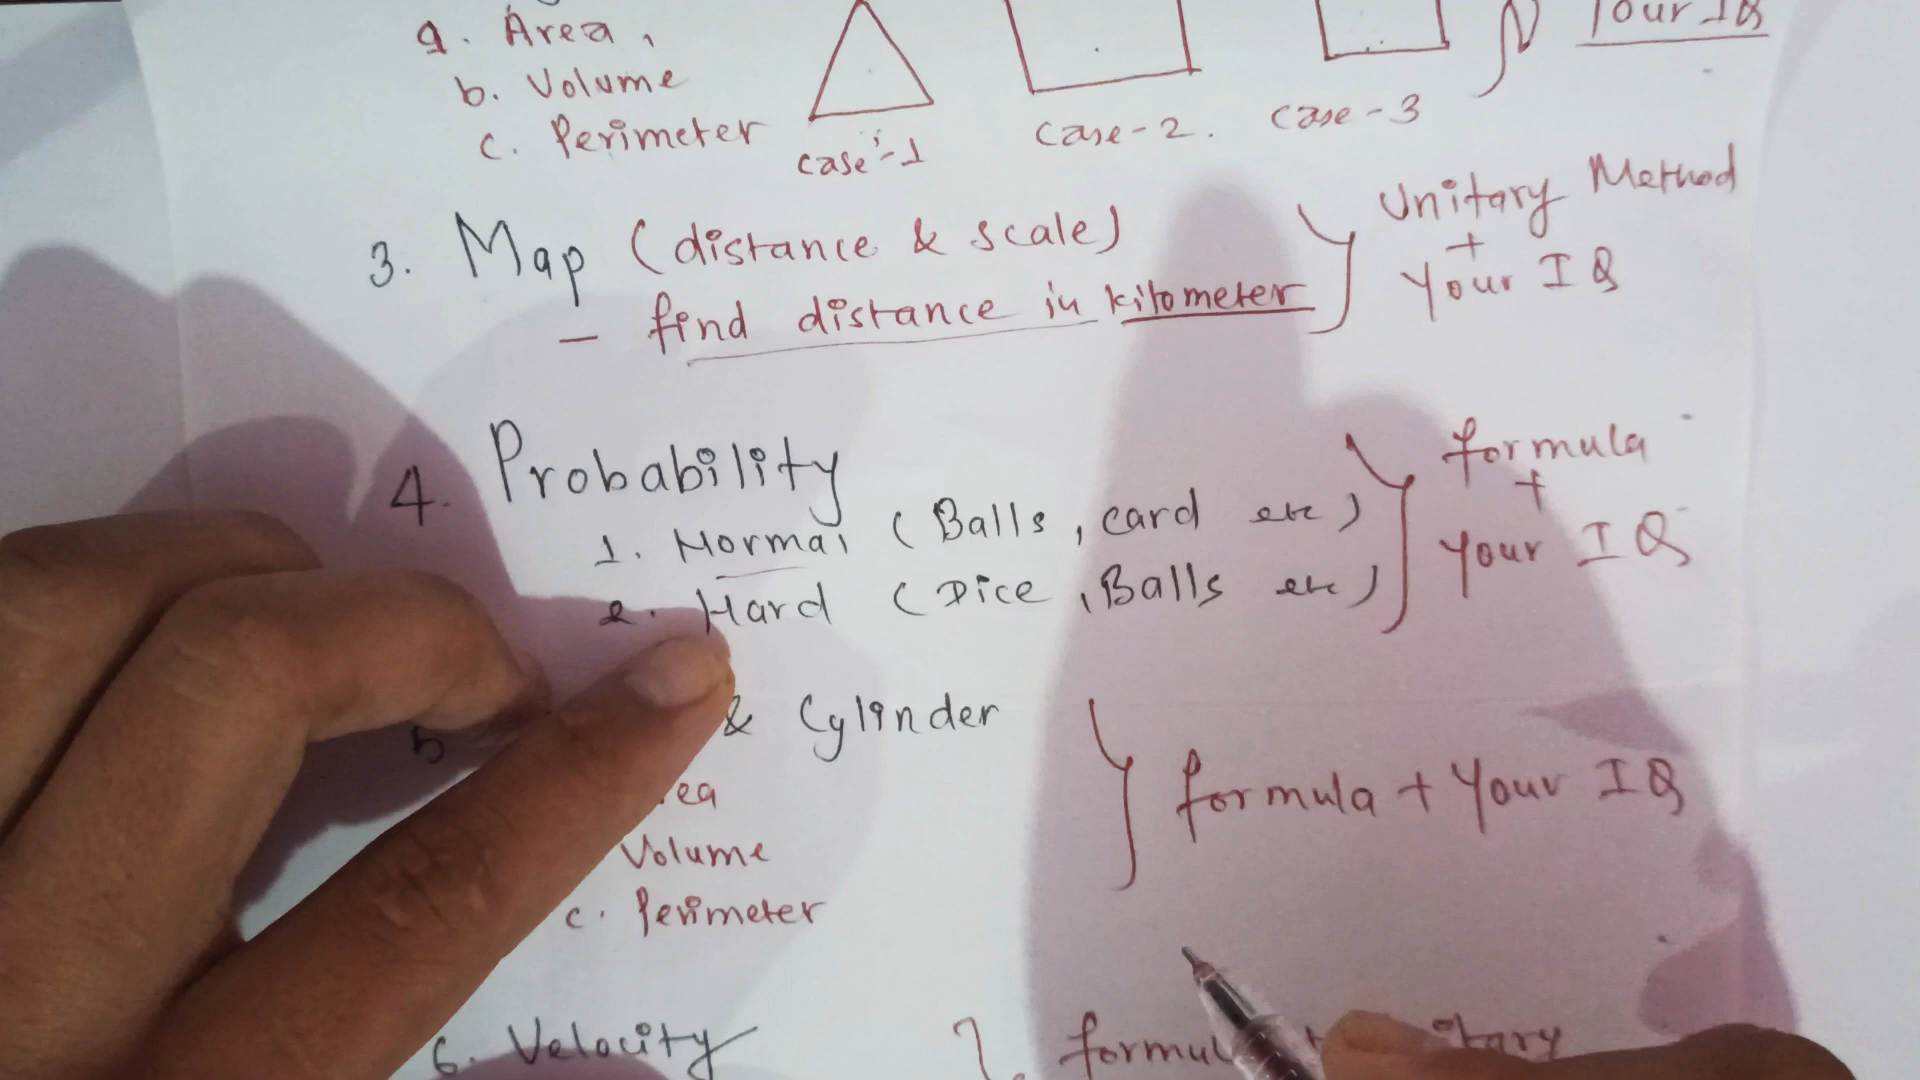 a. Area,
b. Volume
c. Perimeter
case-1
case-2.
case-3
Your IQ
3. Map (distance & scale)
- find distance in kilometer
Unitary Method
+
Your IQ
4. Probability
1. Normal (Balls, card etc)
2. Hard (Dice, Balls etc)
formula
+
Your IQ
5
& Cylinder
Volume
c. Perimeter
formula + Your IQ
6. Velocity